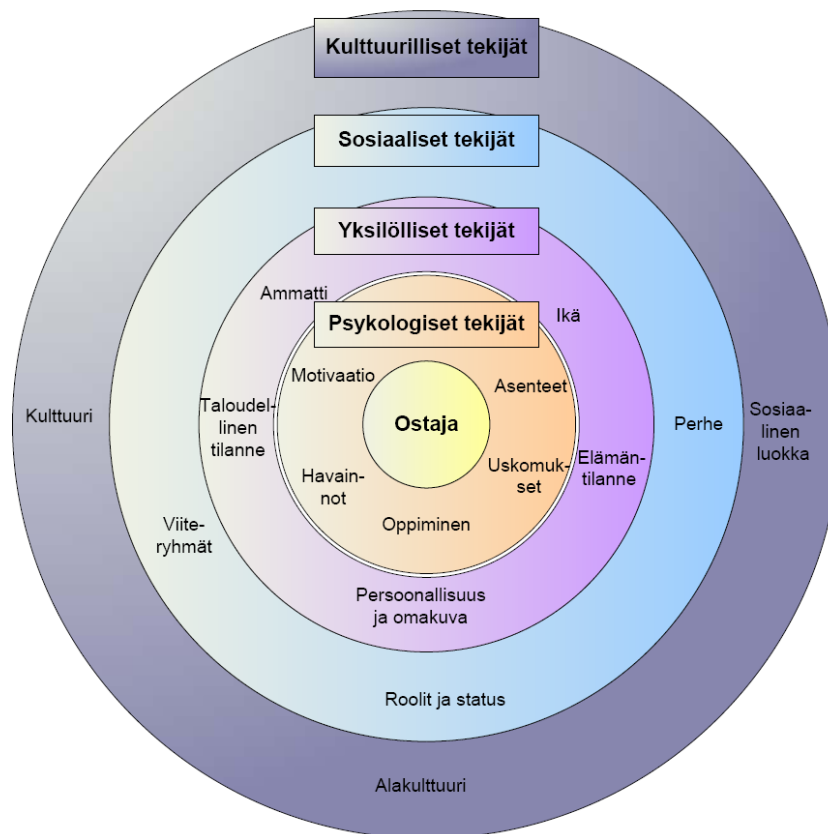 Kulttuurilliset tekijät
Sosiaaliset tekijät
Yksilölliset tekijät
Ammatti
Ikä
Psykologiset tekijät
Motivaatio
Asenteet
Kulttuuri
Taloudel-
linen
tilanne
Ostaja
Perhe
Sosiaa-
linen
luokka
Havain-
not
Uskomuk-
set
Elämän-
tilanne
Oppiminen
Viite-
ryhmät
Persoonallisuus
ja omakuva
Roolit ja status
Alakulttuuri